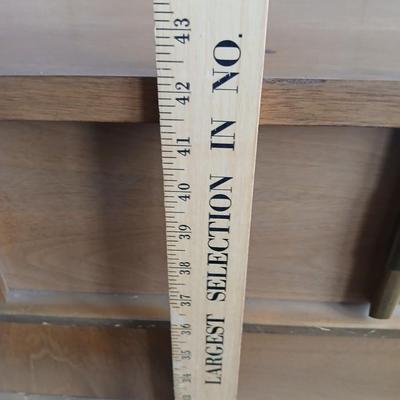 LARGEST SELECTION IN NO.
34 35 36 37 38 39 40 41 42 43